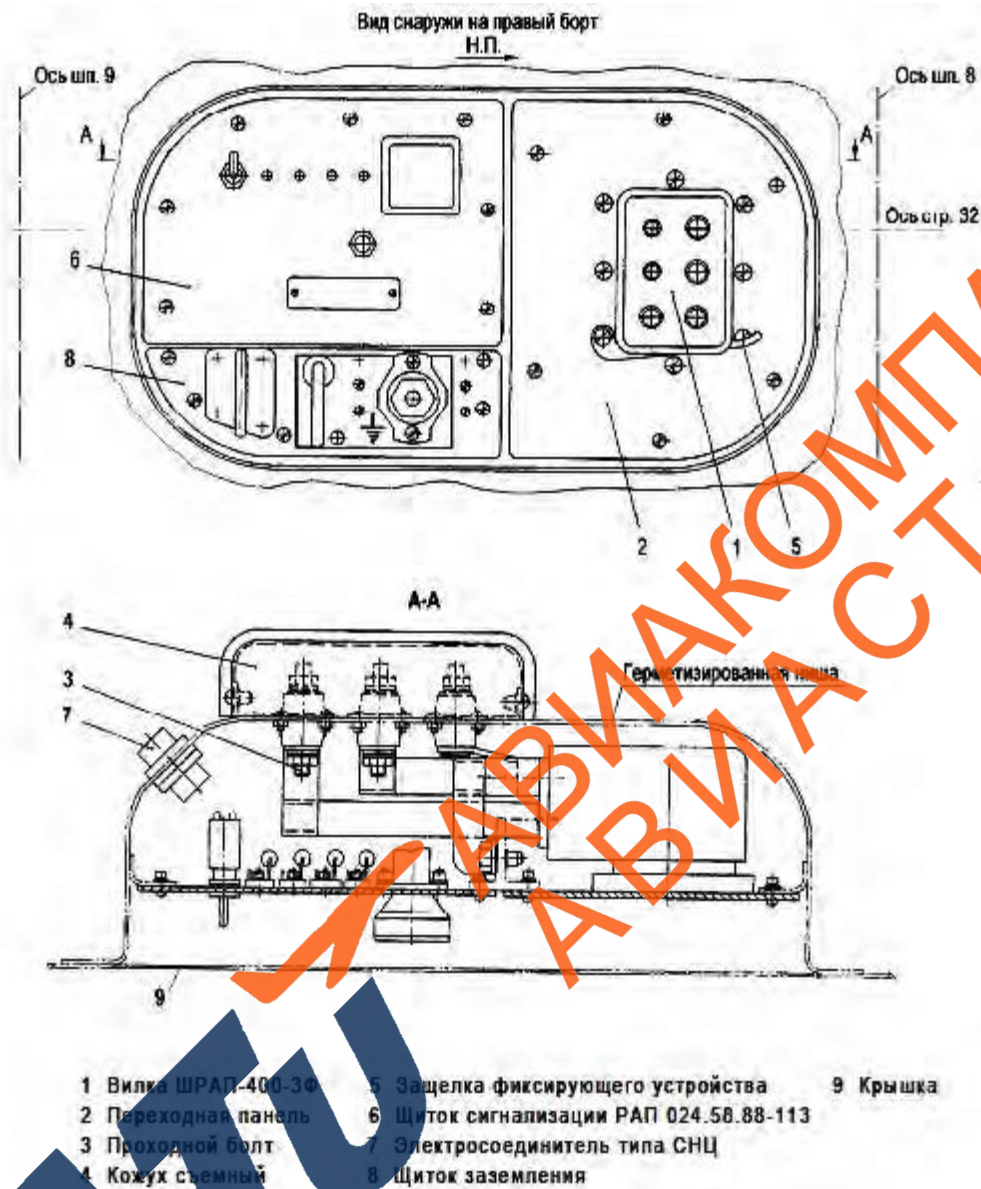 Вид снаружи на правый борт
Н.П.
Ось шп. 9
Ось шп. 8
А
А
Ось стр. 32
6
8
2
1
5
А-А
4
3
7
Герметизированная ниша
9
1 Вилка ШРАП-400-3Ф
2 Переходная панель
3 Проходной болт
4 Кожух съемный
5 Защелка фиксирующего устройства
6 Щиток сигнализации РАП 024.58.88-113
7 Электросоединитель типа СНЦ
8 Щиток заземления
9 Крышка
АВИАКОМПА
АВИАСТ
TU